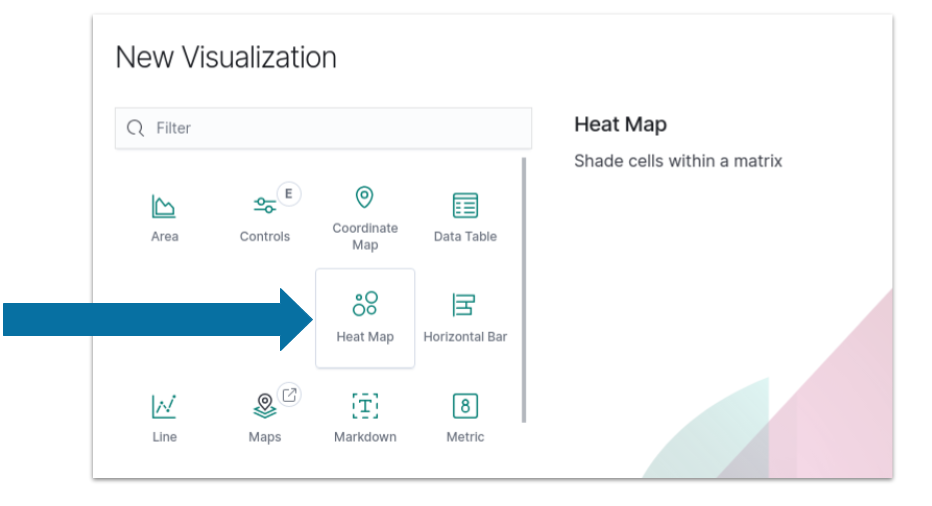 New Visualization
Filter
Heat Map
Shade cells within a matrix
E
Area
Controls
Coordinate
Map
Data Table
Heat Map
Horizontal Bar
T
8
Line
Maps
Markdown
Metric